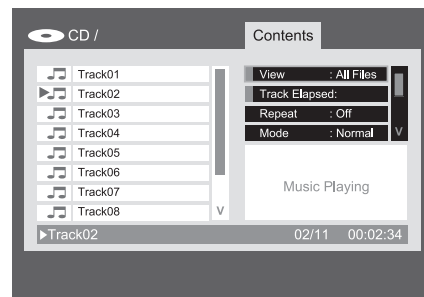 CD /
Contents
Track01
Track02
Track03
Track04
Track05
Track06
Track07
Track08
View : All Files
Track Elapsed:
Repeat : Off
Mode : Normal
V
V
Music Playing
Track02 02/11 00:02:34